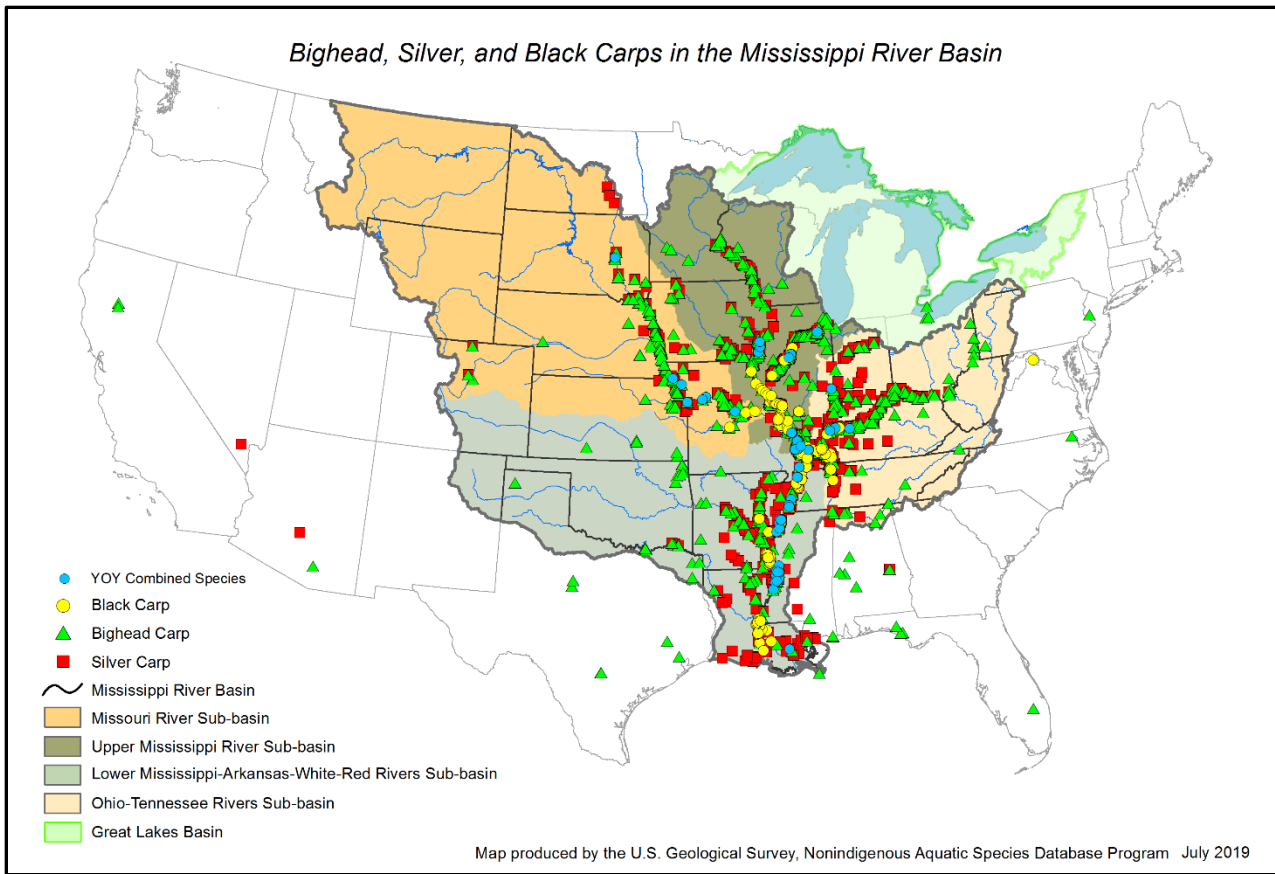 Bighead, Silver, and Black Carps in the Mississippi River Basin
YOY Combined Species
Black Carp
Bighead Carp
Silver Carp
Mississippi River Basin
Missouri River Sub-basin
Upper Mississippi River Sub-basin
Lower Mississippi-Arkansas-White-Red Rivers Sub-basin
Ohio-Tennessee Rivers Sub-basin
Great Lakes Basin
Map produced by the U.S. Geological Survey, Nonindigenous Aquatic Species Database Program July 2019